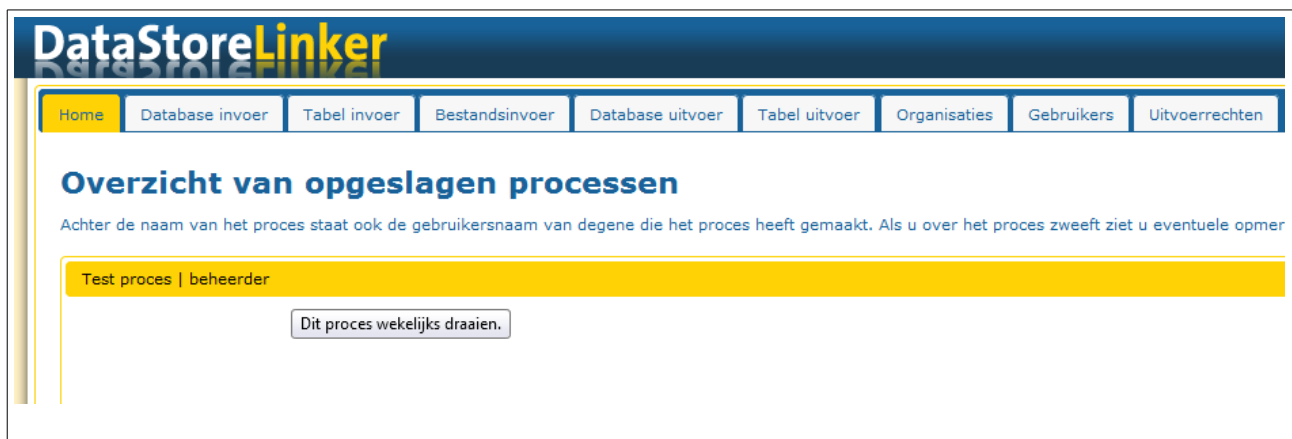 DataStoreLinker
Home Database invoer Tabel invoer Bestandsinvoer Database uitvoer Tabel uitvoer Organisaties Gebruikers Uitvoerrechten
Overzicht van opgeslagen processen
Achter de naam van het proces staat ook de gebruikersnaam van degene die het proces heeft gemaakt. Als u over het proces zweeft ziet u eventuele opmer
Test proces | beheerder
Dit proces wekelijks draaien.